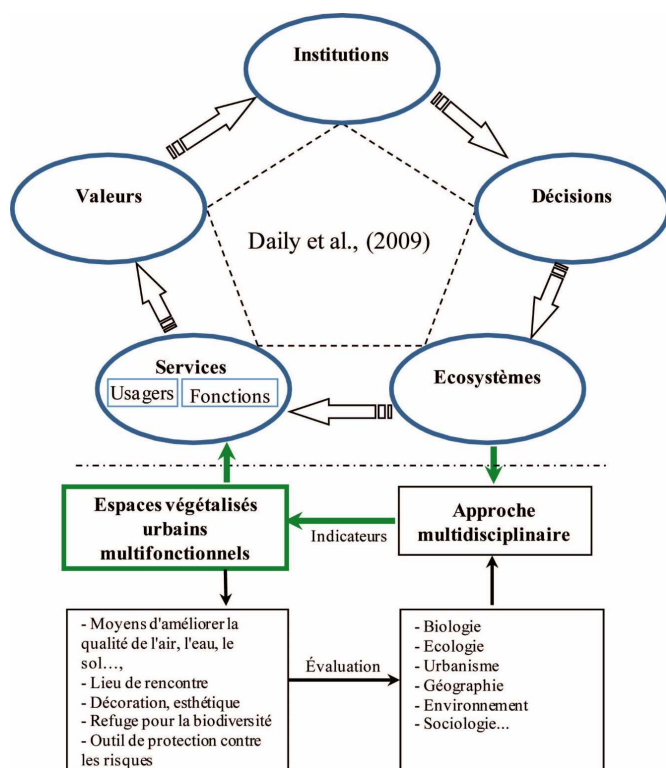 Institutions
Valeurs
Décisions
Daily et al., (2009)
Services
Usagers
Fonctions
Ecosystèmes
Espaces végétalisés
urbains
multifonctionnels
Indicateurs
Approche
multidisciplinaire
- Moyens d'améliorer la
qualité de l'air, l'eau, le
sol…,
- Lieu de rencontre
- Décoration, esthétique
- Refuge pour la biodiversité
- Outil de protection contre
les risques
Évaluation
- Biologie
- Ecologie
- Urbanisme
- Géographie
- Environnement
- Sociologie...